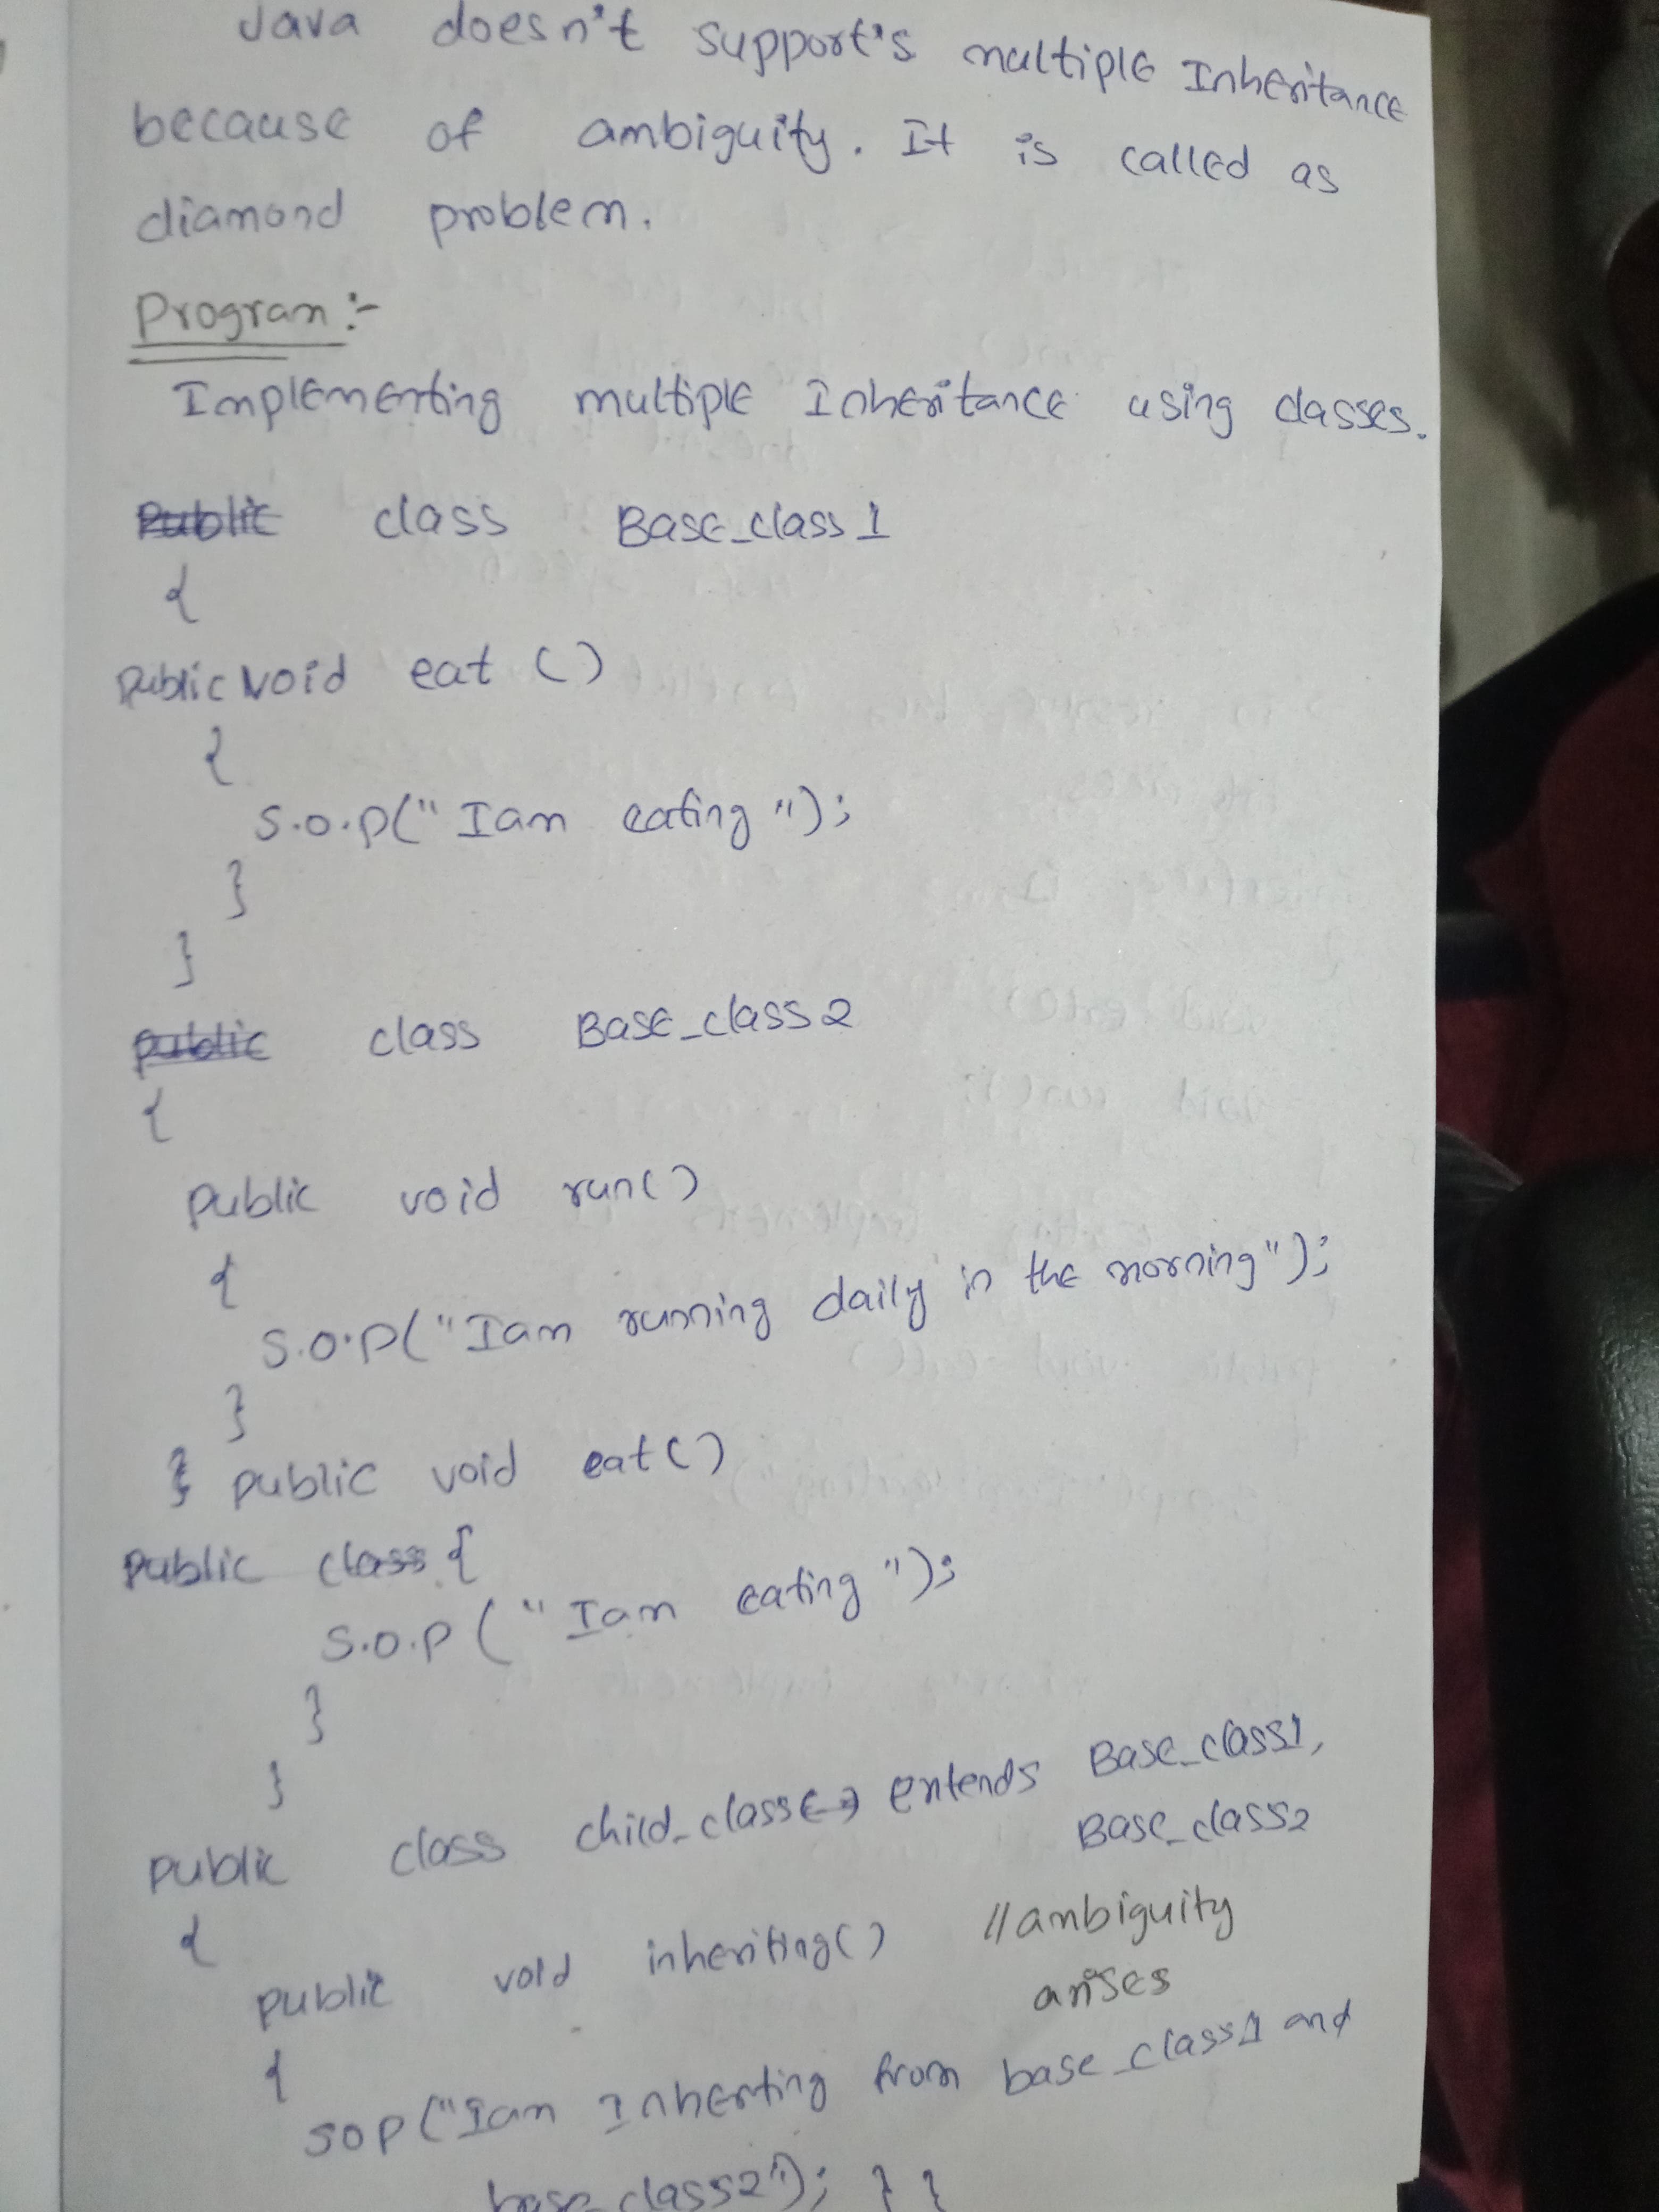 Java doesn't support's multiple Inheritance
because of ambiguity. It is called as
diamond problem.
Program :-
Implementing multiple Inheritance using classes.
Public class Base_class 1
{
Public void eat ()
{
S.o.p(" Iam eating ");
}
}
public class Base_class 2
{
public void run()
{
S.o.p("Iam running daily in the morning");
}
} public void eat()
public class {
S.o.p ("Iam eating ");
}
}
public class child_class extends Base_class1,
Base_class2
{
public void inheriting() //ambiguity
arises
{
sop ("Iam Inherting from base_class1 and
base_class2"); } }